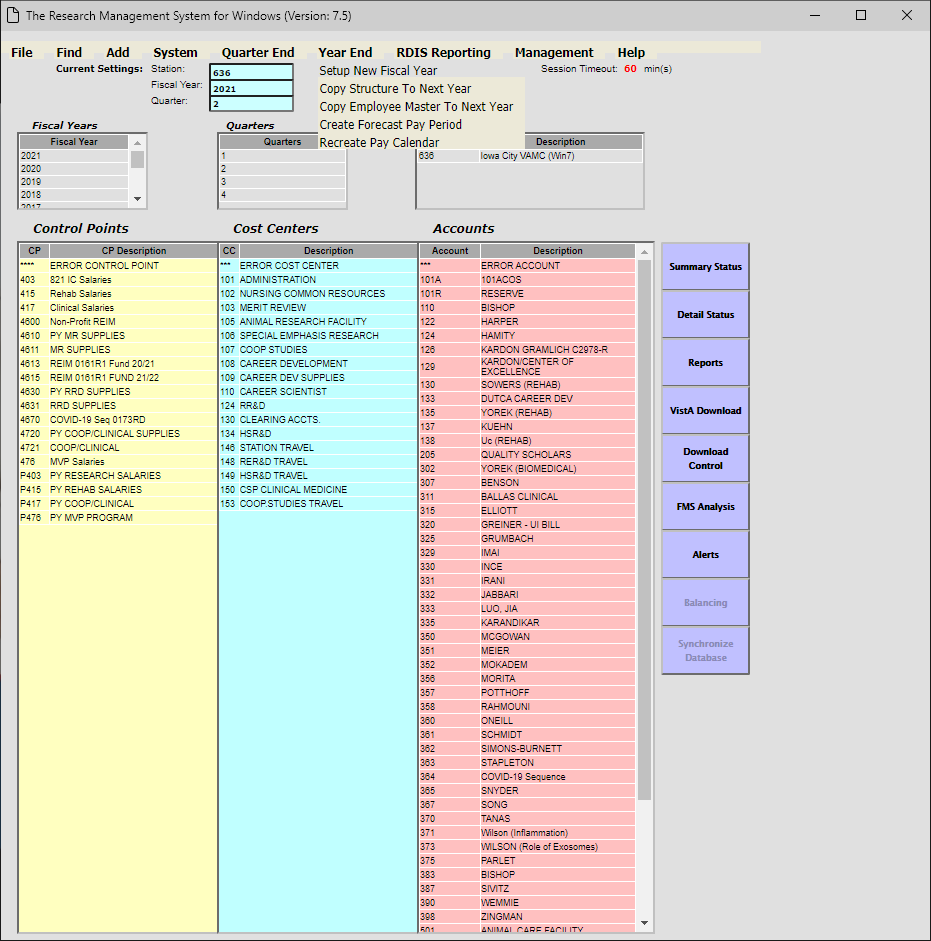 The Research Management System for Windows (Version: 7.5)
File Find Add System Quarter End Year End RDIS Reporting Management Help
Current Settings: Station: 636 Setup New Fiscal Year Session Timeout: 60 min(s)
Fiscal Year: 2021 Copy Structure To Next Year
Quarter: 2 Copy Employee Master To Next Year
Fiscal Years Quarters Create Forecast Pay Period
Fiscal Year Quarters Recreate Pay Calendar Description
2021 1 636 Iowa City VAMC (Win7)
2020 2
2019 3
2018 4
2017
Control Points Cost Centers Accounts
CP CP Description CC Description Account Description
**** ERROR CONTROL POINT *** ERROR COST CENTER *** ERROR ACCOUNT
403 821 IC Salaries 101 ADMINISTRATION 101A 101ACOS
415 Rehab Salaries 102 NURSING COMMON RESOURCES 101R RESERVE
417 Clinical Salaries 103 MERIT REVIEW 110 BISHOP
4600 Non-Profit REIM 105 ANIMAL RESEARCH FACILITY 122 HARPER
4610 PY MR SUPPLIES 106 SPECIAL EMPHASIS RESEARCH 124 HAMITY
4611 MR SUPPLIES 107 COOP STUDIES 126 KARDON GRAMLICH C2978-R
4613 REIM 0161R1 Fund 20/21 108 CAREER DEVELOPMENT 129 KARDON/CENTER OF
EXCELLENCE
4615 REIM 0161R1 FUND 21/22 109 CAREER DEV SUPPLIES 130 SOWERS (REHAB)
4630 PY RRD SUPPLIES 110 CAREER SCIENTIST 133 DUTCA CAREER DEV
4631 RRD SUPPLIES 124 RR&D 135 YOREK (REHAB)
4670 COVID-19 Seq 0173RD 130 CLEARING ACCTS. 137 KUEHN
4720 PY COOP/CLINICAL SUPPLIES 134 HSR&D 138 Uc (REHAB)
4721 COOP/CLINICAL 146 STATION TRAVEL 205 QUALITY SCHOLARS
476 MVP Salaries 148 RER&D TRAVEL 302 YOREK (BIOMEDICAL)
P403 PY RESEARCH SALARIES 149 HSR&D TRAVEL 307 BENSON
P415 PY REHAB SALARIES 150 CSP CLINICAL MEDICINE 311 BALLAS CLINICAL
P417 PY COOP/CLINICAL 153 COOP.STUDIES TRAVEL 315 ELLIOTT
P476 PY MVP PROGRAM 320 GREINER - UI BILL
325 GRUMBACH
329 IMAI
330 INCE
331 IRANI
332 JABBARI
333 LUO, JIA
335 KARANDIKAR
350 MCGOWAN
351 MEIER
352 MOKADEM
356 MORITA
357 POTTHOFF
358 RAHMOUNI
360 ONEILL
361 SCHMIDT
362 SIMONS-BURNETT
363 STAPLETON
364 COVID-19 Sequence
365 SNYDER
367 SONG
370 TANAS
371 Wilson (Inflammation)
373 WILSON (Role of Exosomes)
375 PARLET
383 BISHOP
387 SIVITZ
390 WEMMIE
398 ZINGMAN
501 ANIMAL CARE FACILITY
Summary Status
Detail Status
Reports
VistA Download
Download
Control
FMS Analysis
Alerts
Balancing
Synchronize
Database